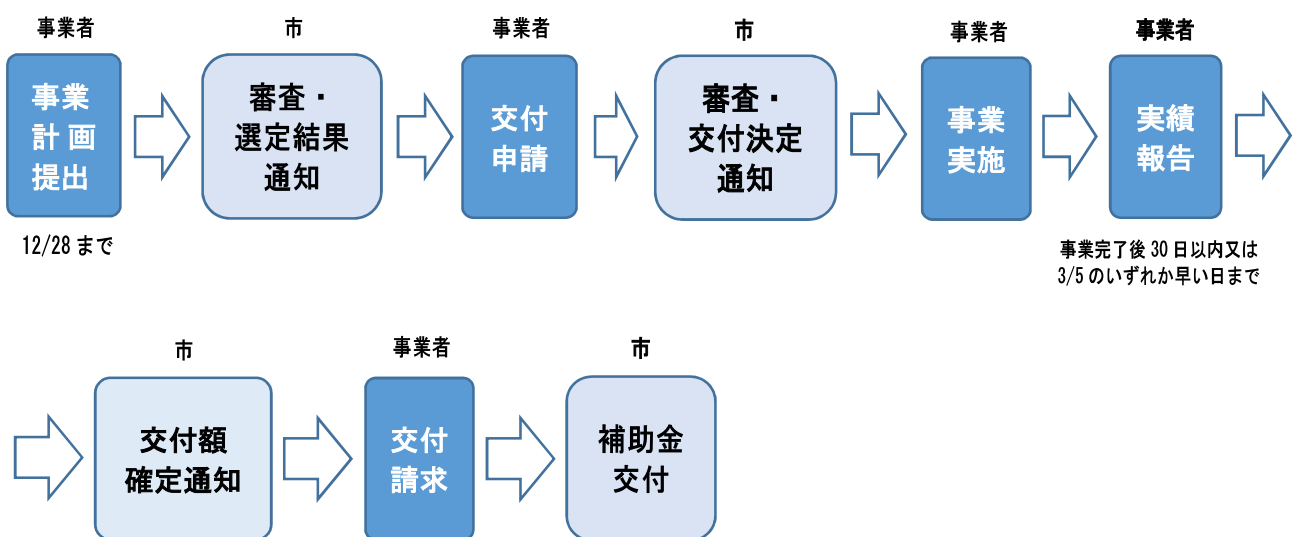 事業者
事業
計画
提出
12/28 まで
市
審査・
選定結果
通知
事業者
交付
申請
市
審査・
交付決定
通知
事業者
事業
実施
事業者
実績
報告
事業完了後 30 日以内又は
3/5 のいずれか早い日まで
市
交付額
確定通知
事業者
交付
請求
市
補助金
交付